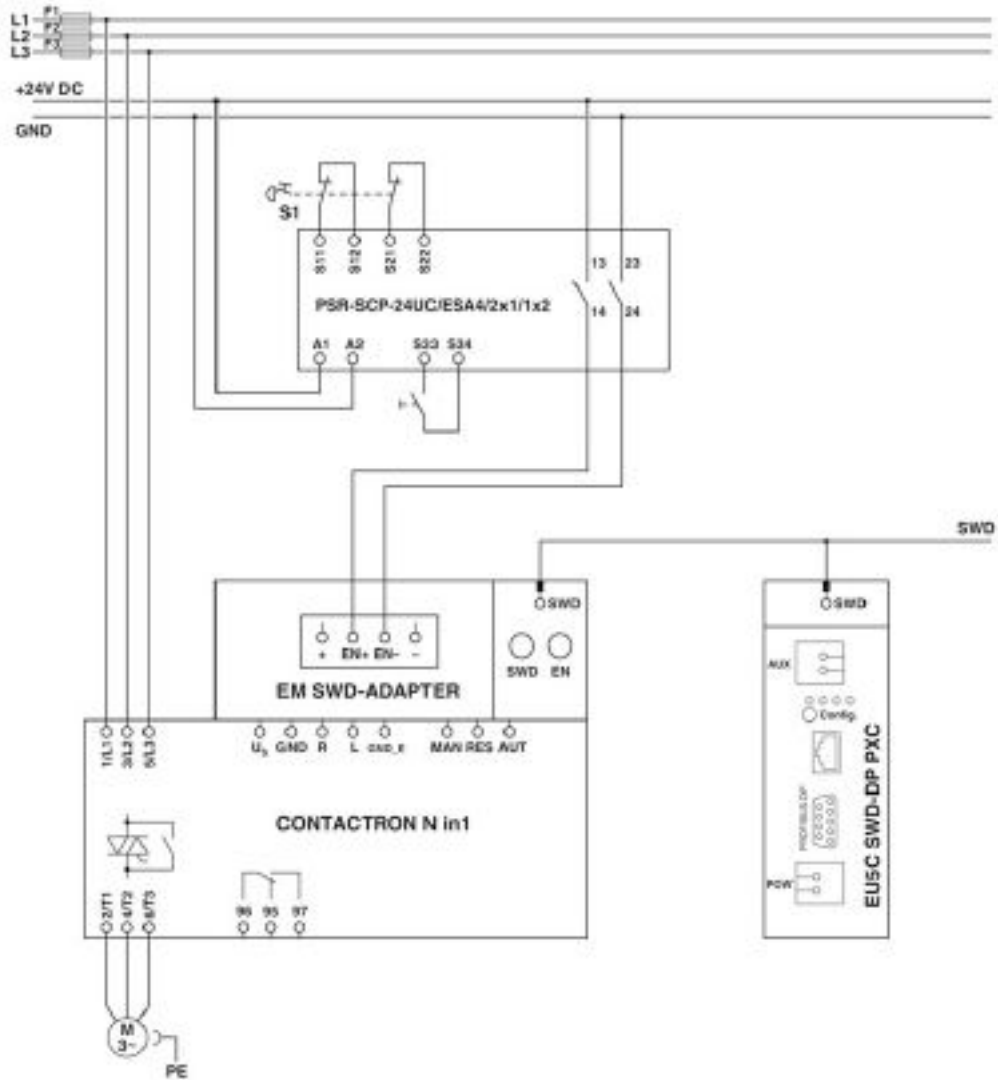 L1 F1
L2 F2
L3 F3
+24V DC
GND
S1
S11 S12 S21 S22
13 23
PSR-SCP-24UC/ESA4/2x1/1x2
14 24
A1 A2 S33 S34
SWD
SWD
SWD
+ EN+ EN- -
SWD EN
EM SWD-ADAPTER
AUX
Config.
1/L1 3/L2 5/L3
US GND R L GND_E MAN RES AUT
CONTACTRON N in1
PROFIBUS DP
EU5C SWD-DP PXC
POW
2/T1 4/T2 6/T3
96 95 97
M
3~
PE